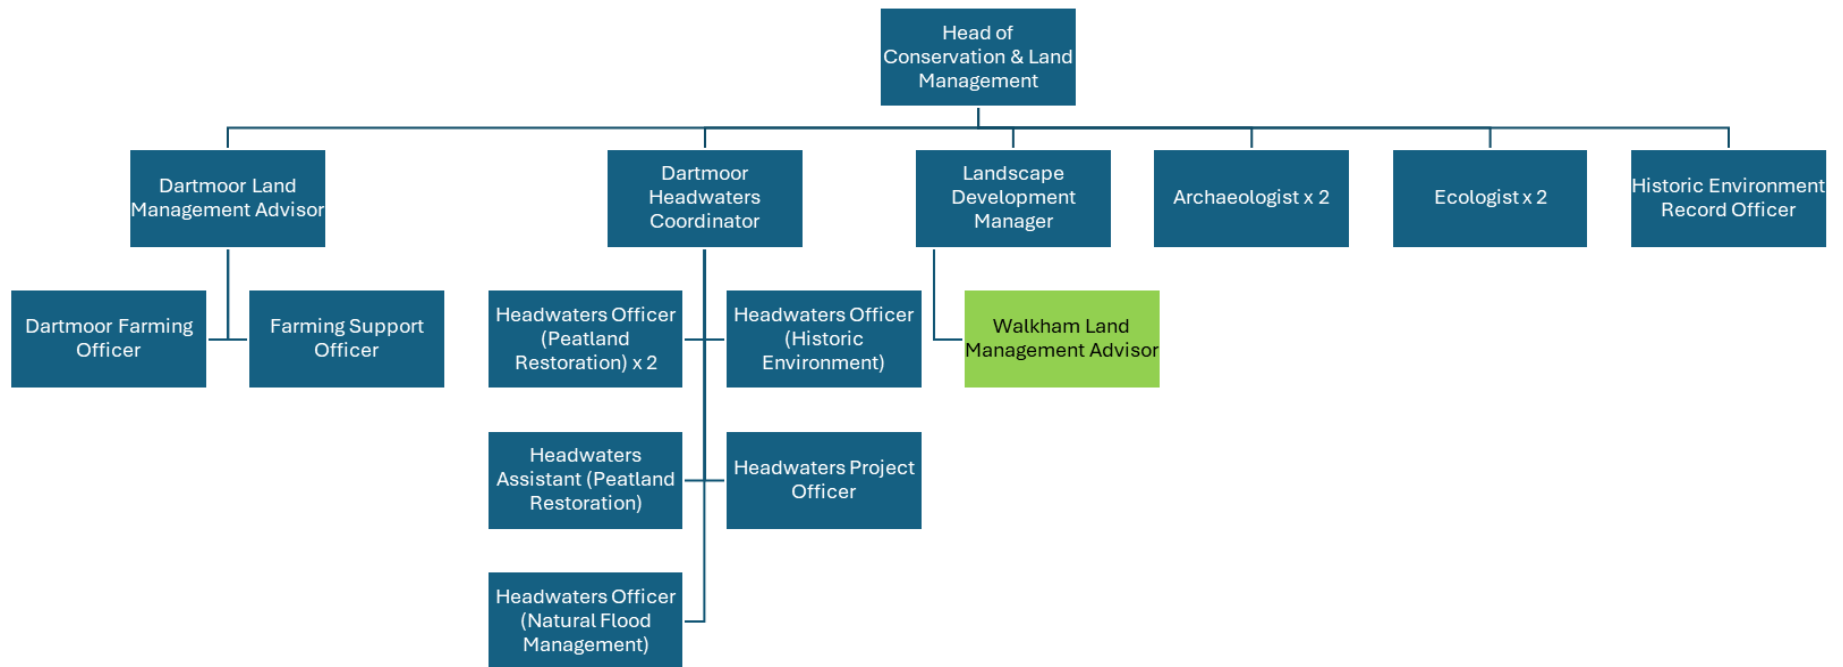 Head of
Conservation & Land
Management
Dartmoor Land
Management Advisor
Dartmoor
Headwaters
Coordinator
Landscape
Development
Manager
Archaeologist x 2
Ecologist x 2
Historic Environment
Record Officer
Dartmoor Farming
Officer
Farming Support
Officer
Headwaters Officer
(Peatland
Restoration) x 2
Headwaters Officer
(Historic
Environment)
Walkham Land
Management Advisor
Headwaters
Assistant (Peatland
Restoration)
Headwaters Project
Officer
Headwaters Officer
(Natural Flood
Management)